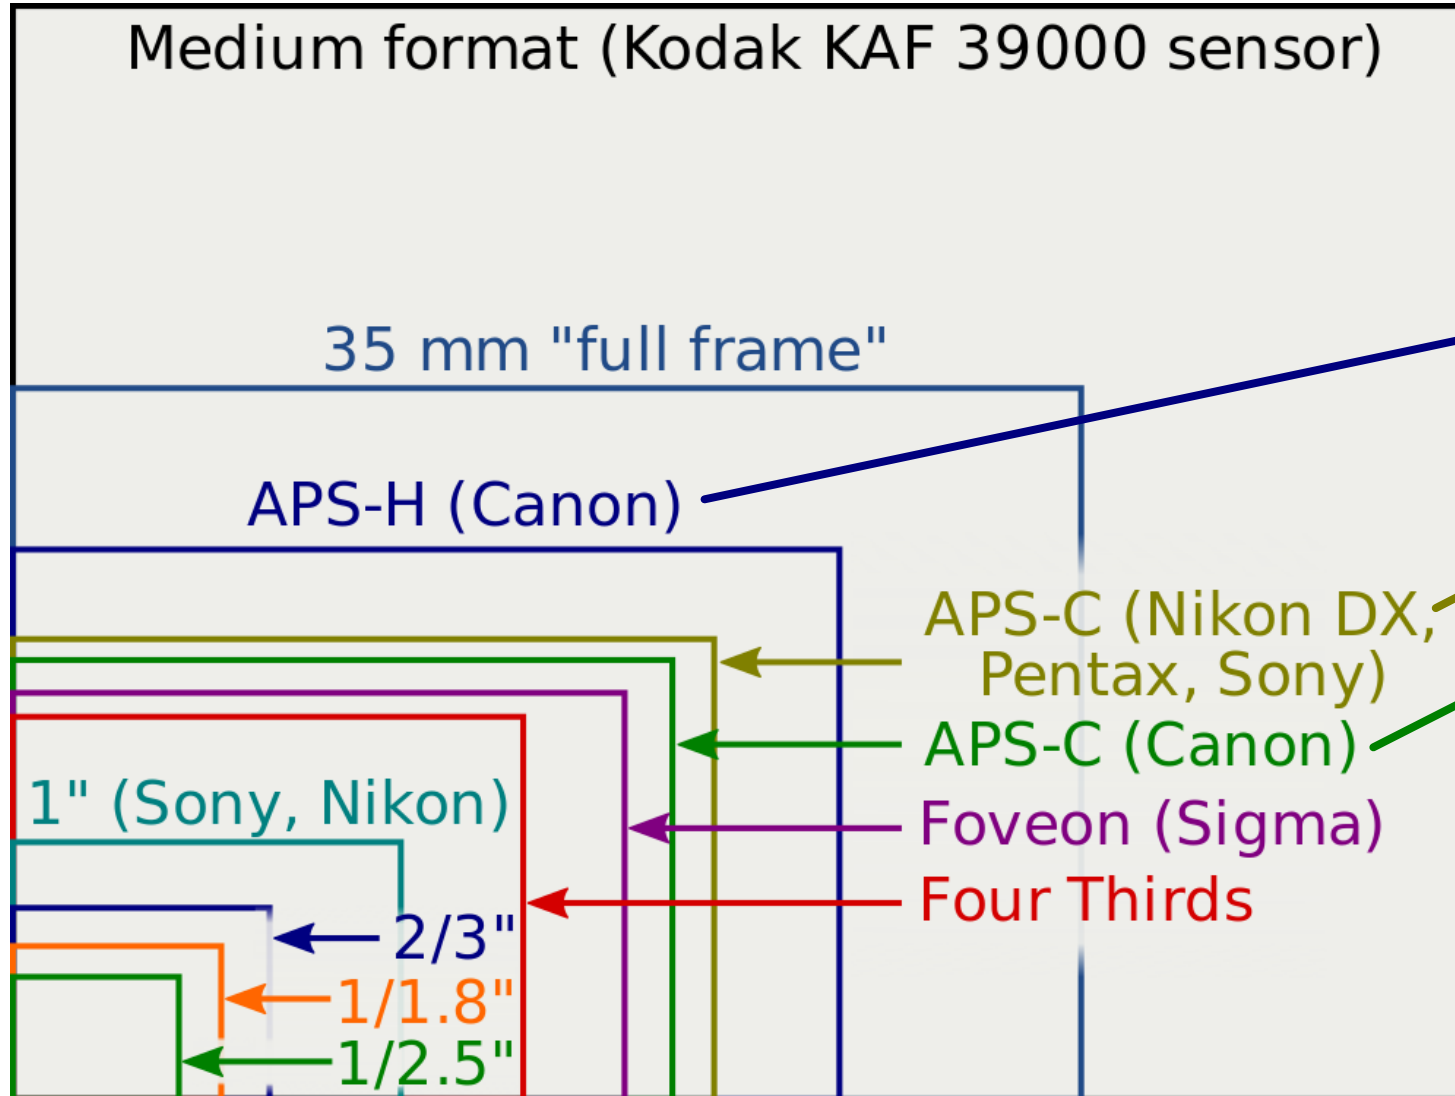 Medium format (Kodak KAF 39000 sensor)
35 mm "full frame"
APS-H (Canon)
APS-C (Nikon DX,
Pentax, Sony)
APS-C (Canon)
1" (Sony, Nikon)
Foveon (Sigma)
Four Thirds
2/3"
1/1.8"
1/2.5"